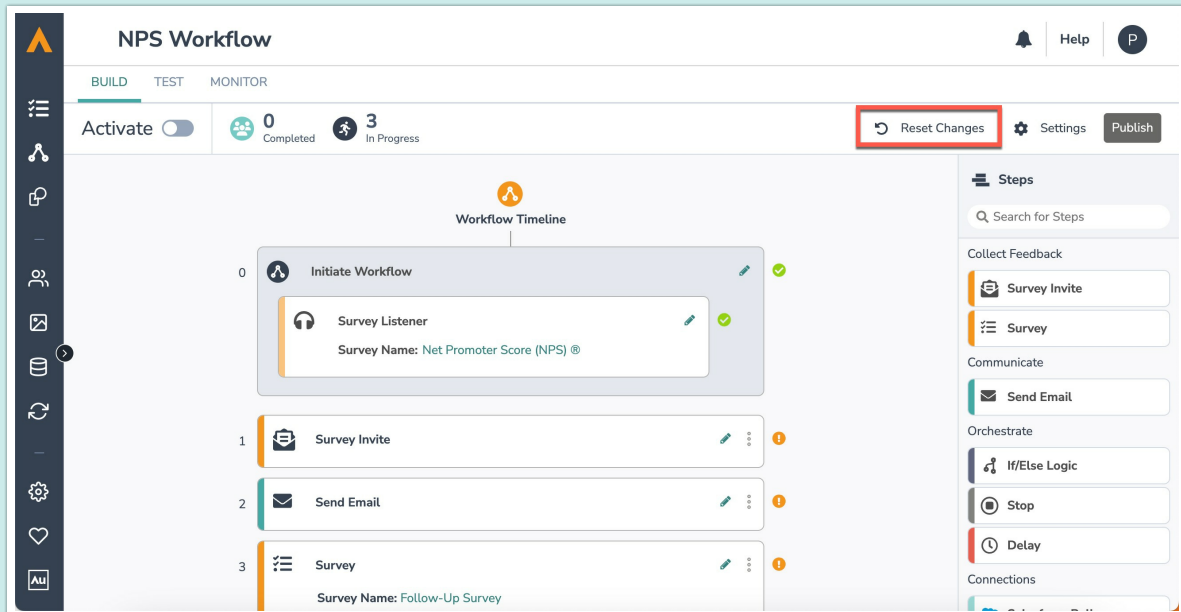 NPS Workflow
Help
P
BUILD TEST MONITOR
Activate
0
Completed
3
In Progress
Reset Changes
Settings
Publish
Workflow Timeline
0
Initiate Workflow
Survey Listener
Survey Name: Net Promoter Score (NPS) ®
1
Survey Invite
2
Send Email
3
Survey
Survey Name: Follow-Up Survey
Steps
Search for Steps
Collect Feedback
Survey Invite
Survey
Communicate
Send Email
Orchestrate
If/Else Logic
Stop
Delay
Connections
Au